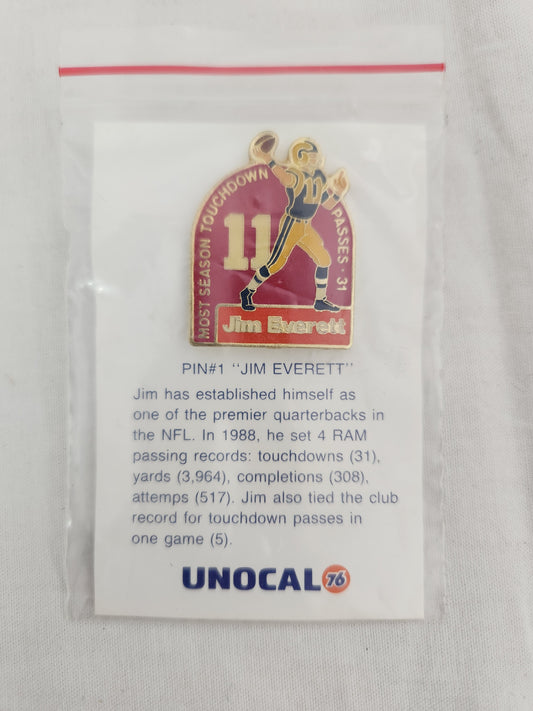 MOST SEASON TOUCHDOWN PASSES · 31
11
11
Jim Everett
PIN#1 "JIM EVERETT"
Jim has established himself as
one of the premier quarterbacks in
the NFL. In 1988, he set 4 RAM
passing records: touchdowns (31),
yards (3,964), completions (308),
attemps (517). Jim also tied the club
record for touchdown passes in
one game (5).
UNOCAL 76